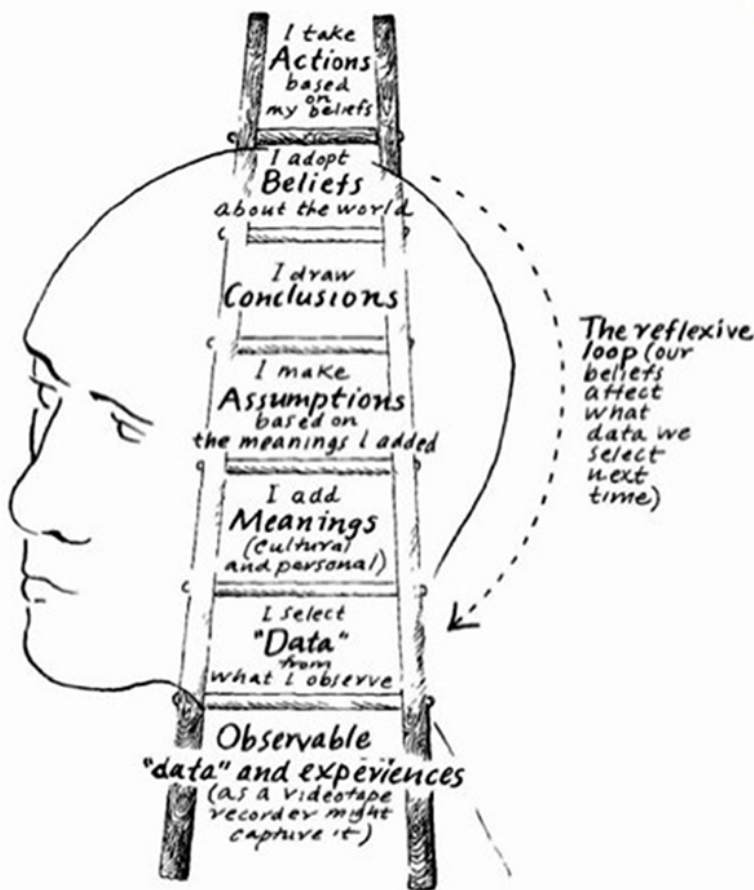 I take
Actions
based
on
my beliefs
I adopt
Beliefs
about the world
I draw
Conclusions
I make
Assumptions
based on
the meanings I added
I add
Meanings
(cultural
and personal)
I select
"Data"
from
what I observe
Observable
"data" and experiences
(as a videotape
recorder might
capture it)
The reflexive
loop (our
beliefs
affect
what
data we
select
next
time)